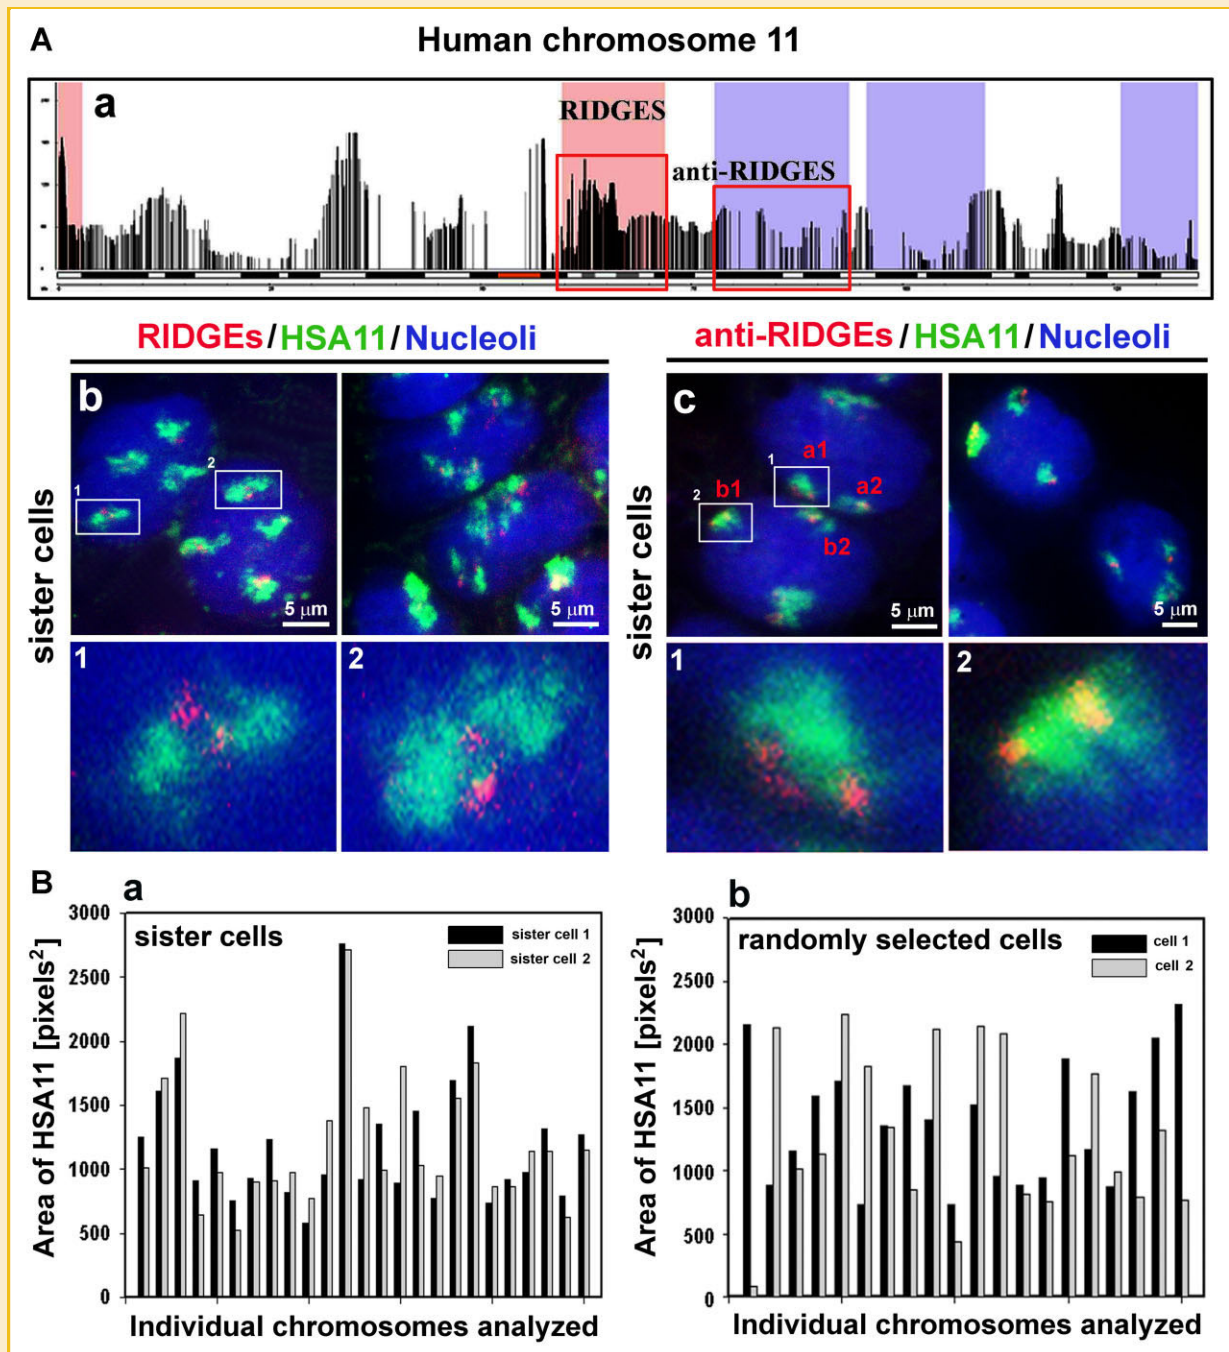 A
Human chromosome 11
a
RIDGES
anti-RIDGES
RIDGEs/HSA11/Nucleoli
anti-RIDGEs/HSA11/Nucleoli
sister cells
b
1
2
5 μm
5 μm
1
2
sister cells
c
1
a1
2
b1
a2
b2
5 μm
5 μm
1
2
B
a
sister cells
sister cell 1
sister cell 2
Area of HSA11 [pixels²]
3000
2500
2000
1500
1000
500
0
Individual chromosomes analyzed
b
randomly selected cells
cell 1
cell 2
Area of HSA11 [pixels²]
3000
2500
2000
1500
1000
500
0
Individual chromosomes analyzed